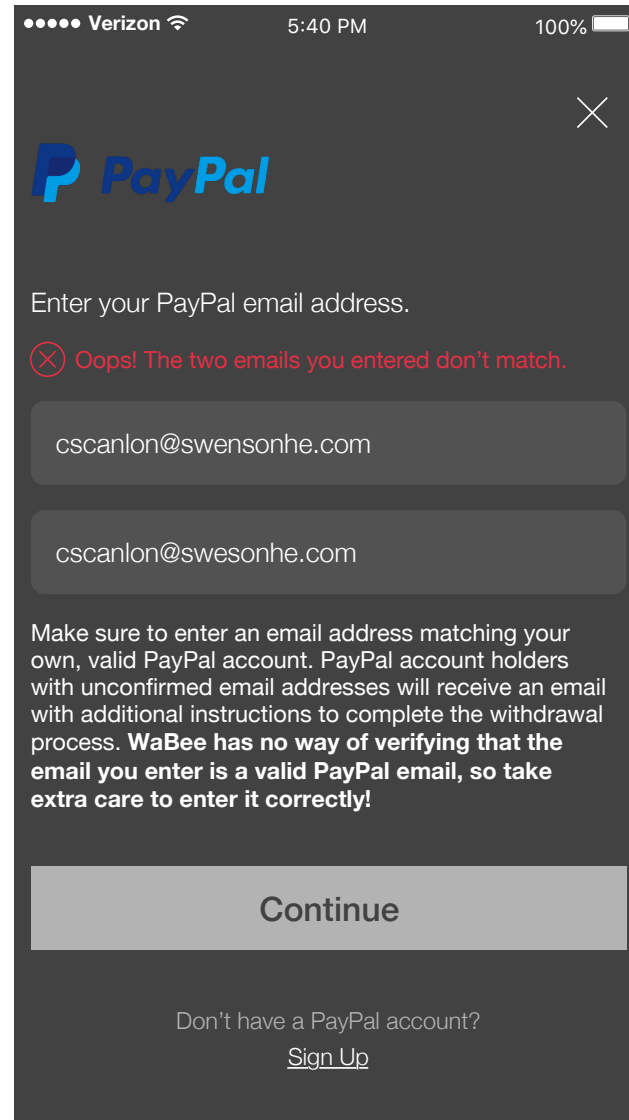 Verizon 5:40 PM 100%
PayPal
Enter your PayPal email address.
Oops! The two emails you entered don’t match.
cscanlon@swensonhe.com
cscanlon@swesonhe.com
Make sure to enter an email address matching your
own, valid PayPal account. PayPal account holders
with unconfirmed email addresses will receive an email
with additional instructions to complete the withdrawal
process. WaBee has no way of verifying that the
email you enter is a valid PayPal email, so take
extra care to enter it correctly!
Continue
Don’t have a PayPal account?
Sign Up